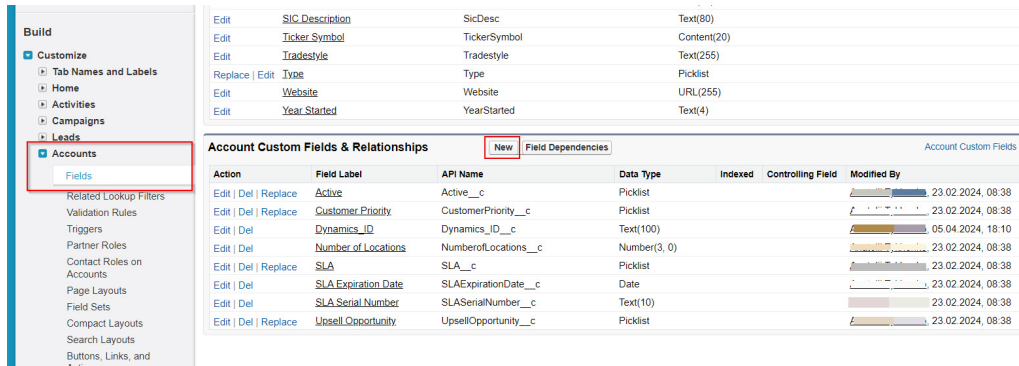 Build
Customize
Tab Names and Labels
Home
Activities
Campaigns
Leads
Accounts
Fields
Related Lookup Filters
Validation Rules
Triggers
Partner Roles
Contact Roles on
Accounts
Page Layouts
Field Sets
Compact Layouts
Search Layouts
Buttons, Links, and
Edit SIC Description SicDesc Text(80)
Edit Ticker Symbol TickerSymbol Content(20)
Edit Tradestyle Tradestyle Text(255)
Replace | Edit Type Type Picklist
Edit Website Website URL(255)
Edit Year Started YearStarted Text(4)
Account Custom Fields & Relationships New Field Dependencies Account Custom Fields
Action Field Label API Name Data Type Indexed Controlling Field Modified By
Edit | Del | Replace Active Active__c Picklist , 23.02.2024, 08:38
Edit | Del | Replace Customer Priority CustomerPriority__c Picklist , 23.02.2024, 08:38
Edit | Del Dynamics_ID Dynamics_ID__c Text(100) , 05.04.2024, 18:10
Edit | Del Number of Locations NumberofLocations__c Number(3, 0) , 23.02.2024, 08:38
Edit | Del | Replace SLA SLA__c Picklist , 23.02.2024, 08:38
Edit | Del SLA Expiration Date SLAExpirationDate__c Date , 23.02.2024, 08:38
Edit | Del SLA Serial Number SLASerialNumber__c Text(10) 23.02.2024, 08:38
Edit | Del | Replace Upsell Opportunity UpsellOpportunity__c Picklist , 23.02.2024, 08:38